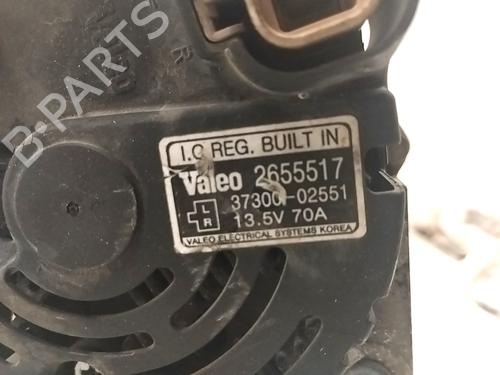 I.C REG. BUILT IN
Valeo 2655517
37300-02551
L
R
13.5V 70A
VALEO ELECTRICAL SYSTEMS KOREA
B-PARTS
R